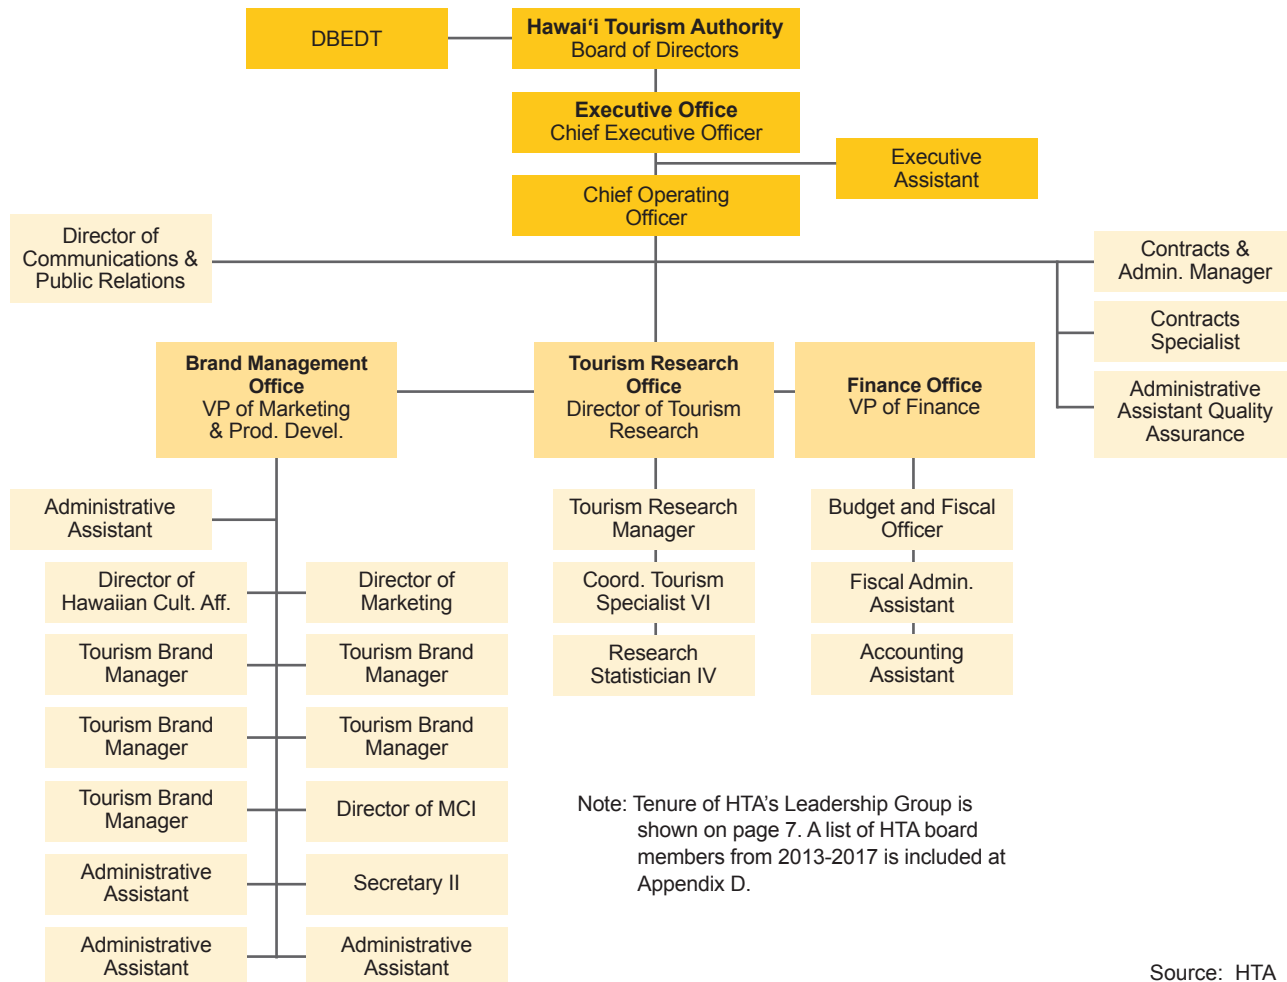 DBEDT
Hawai‘i Tourism Authority
Board of Directors
Executive Office
Chief Executive Officer
Executive
Assistant
Chief Operating
Officer
Director of
Communications &
Public Relations
Contracts &
Admin. Manager
Contracts
Specialist
Administrative
Assistant Quality
Assurance
Brand Management
Office
VP of Marketing
& Prod. Devel.
Tourism Research
Office
Director of Tourism
Research
Finance Office
VP of Finance
Administrative
Assistant
Director of
Hawaiian Cult. Aff.
Director of
Marketing
Tourism Brand
Manager
Tourism Brand
Manager
Tourism Brand
Manager
Tourism Brand
Manager
Tourism Brand
Manager
Director of MCI
Administrative
Assistant
Secretary II
Administrative
Assistant
Administrative
Assistant
Tourism Research
Manager
Coord. Tourism
Specialist VI
Research
Statistician IV
Budget and Fiscal
Officer
Fiscal Admin.
Assistant
Accounting
Assistant
Note: Tenure of HTA’s Leadership Group is
shown on page 7. A list of HTA board
members from 2013-2017 is included at
Appendix D.
Source: HTA